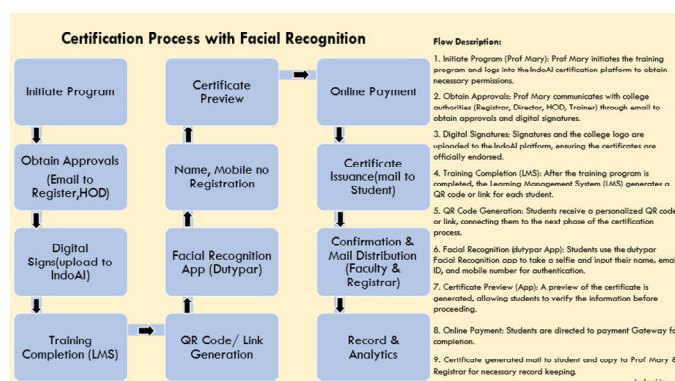 Certification Process with Facial Recognition
Initiate Program
Obtain Approvals
(Email to
Register,HOD)
Digital
Signs(upload to
IndoAI)
Training
Completion (LMS)
QR Code/ Link
Generation
Facial Recognition
App (Dutypar)
Name, Mobile no
Registration
Certificate
Preview
Online Payment
Certificate
Issuance(mail to
Student)
Confirmation &
Mail Distribution
(Faculty &
Registrar)
Record &
Analytics
Flow Description:
1. Initiate Program (Prof Mary): Prof Mary initiates the training
program and logs into the IndoAI certification platform to obtain
necessary permissions.
2. Obtain Approvals: Prof Mary communicates with college
authorities (Registrar, Director, HOD, Trainer) through email to
obtain approvals and digital signatures.
3. Digital Signatures: Signatures and the college logo are
uploaded to the IndoAI platform, ensuring the certificates are
officially endorsed.
4. Training Completion (LMS): After the training program is
completed, the Learning Management System (LMS) generates a
QR code or link for each student.
5. QR Code Generation: Students receive a personalized QR code
or link, connecting them to the next phase of the certification
process.
6. Facial Recognition (dutypar App): Students use the dutypar
Facial Recognition app to take a selfie and input their name, emai
ID, and mobile number for authentication.
7. Certificate Preview (App): A preview of the certificate is
generated, allowing students to verify the information before
proceeding.
8. Online Payment: Students are directed to payment Gateway fo
completion.
9. Certificate generated mail to student and copy to Prof Mary &
Registrar for necessary record keeping.